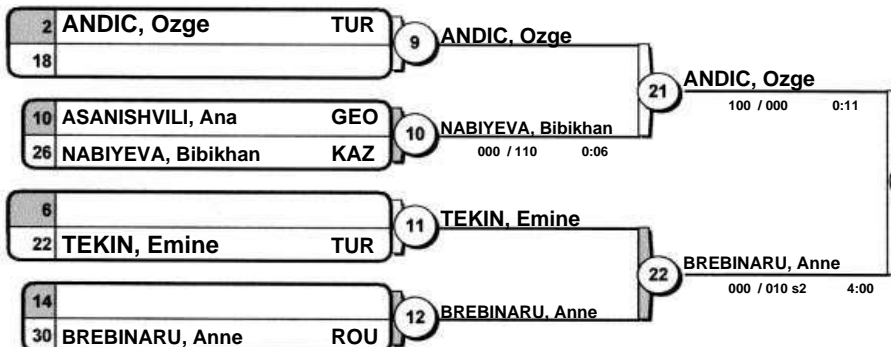 2 ANDIC, Ozge TUR
18
9 ANDIC, Ozge
10 ASANISHVILI, Ana GEO
26 NABIYEVA, Bibikhan KAZ
10 NABIYEVA, Bibikhan
000 / 110 0:06
21 ANDIC, Ozge
100 / 000 0:11
6
22 TEKIN, Emine TUR
11 TEKIN, Emine
14
30 BREBINARU, Anne ROU
12 BREBINARU, Anne
22 BREBINARU, Anne
000 / 010 s2 4:00